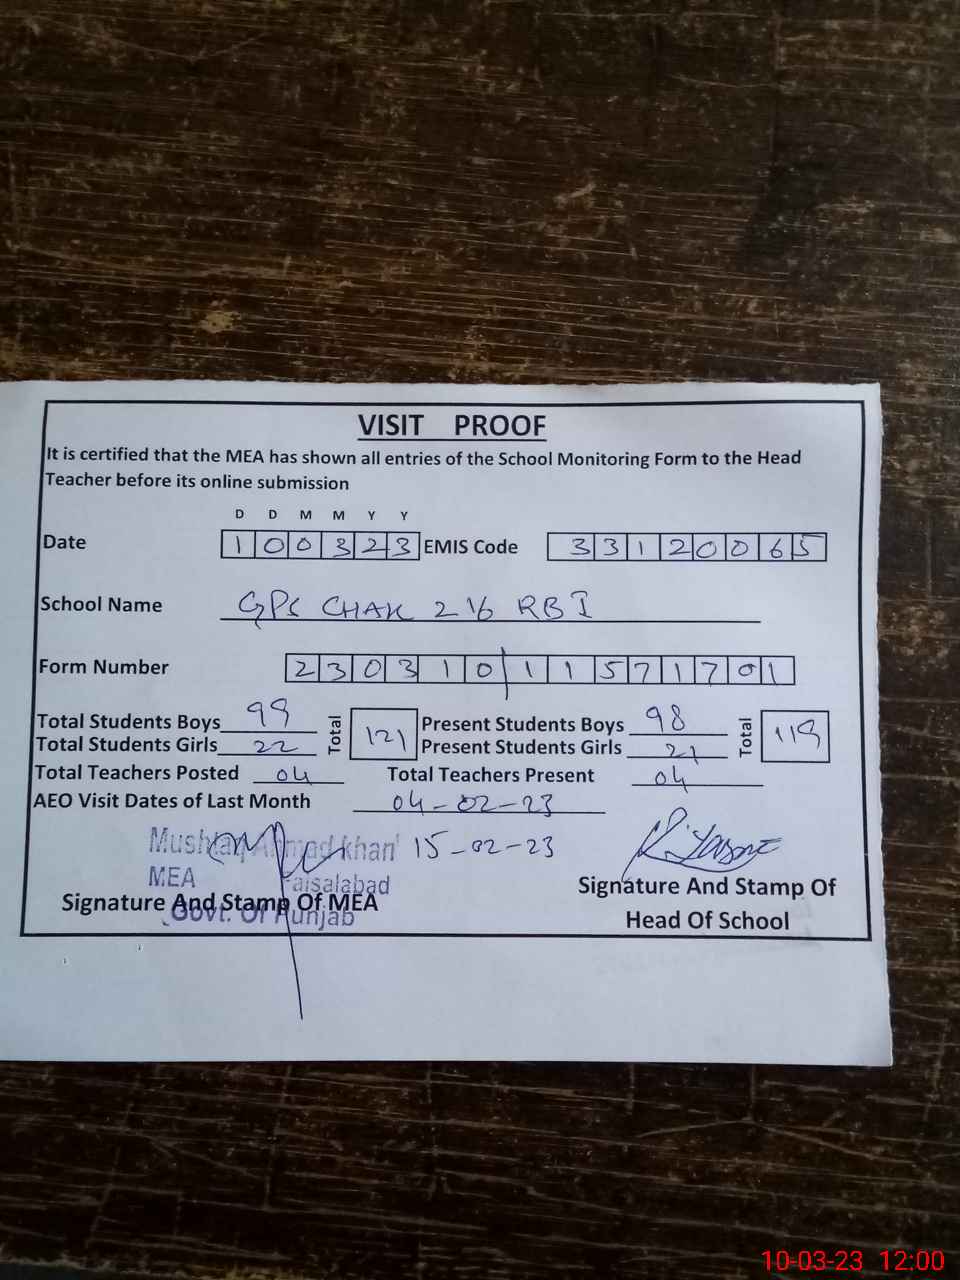 VISIT PROOF
It is certified that the MEA has shown all entries of the School Monitoring Form to the Head
Teacher before its online submission
D D M M Y Y
Date 1 0 0 3 2 3 EMIS Code 3 3 1 2 0 0 6 5
School Name GPS CHAK 216 RB I
Form Number 2 3 0 3 1 0 1 1 5 7 1 7 0 1
Total Students Boys 99 Total 121 Present Students Boys 98 Total 119
Total Students Girls 22 Present Students Girls 21
Total Teachers Posted 04 Total Teachers Present 04
AEO Visit Dates of Last Month 04-02-23
Mushtaq Ahmad khan 15-02-23
MEA Faisalabad
Govt. Of Punjab
Signature And Stamp Of MEA
Signature And Stamp Of
Head Of School
10-03-23 12:00